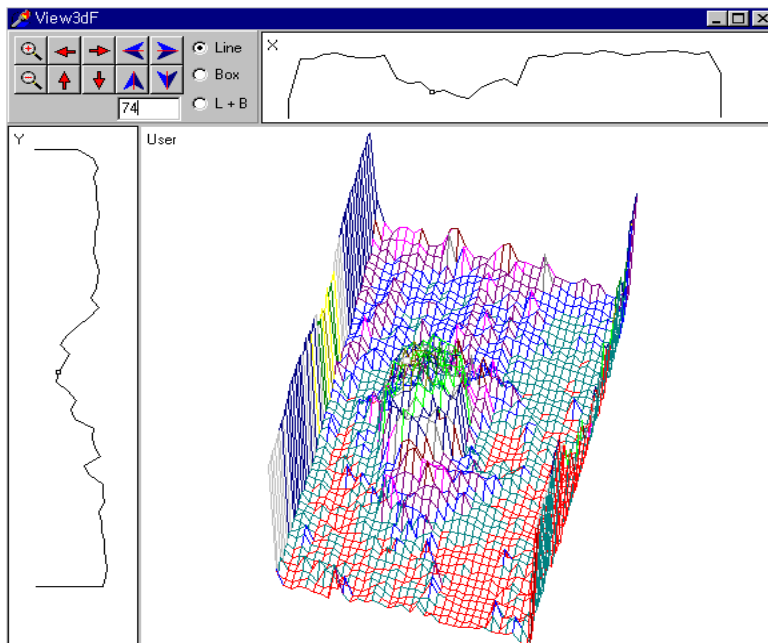 View3dF
Line
Box
74
L + B
X
Y
User